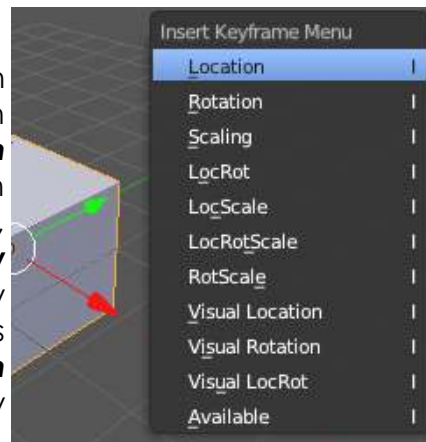 Insert Keyframe Menu
Location I
Rotation I
Scaling I
LocRot I
LocScale I
LocRotScale I
RotScale I
Visual Location I
Visual Rotation I
Visual LocRot I
Available I